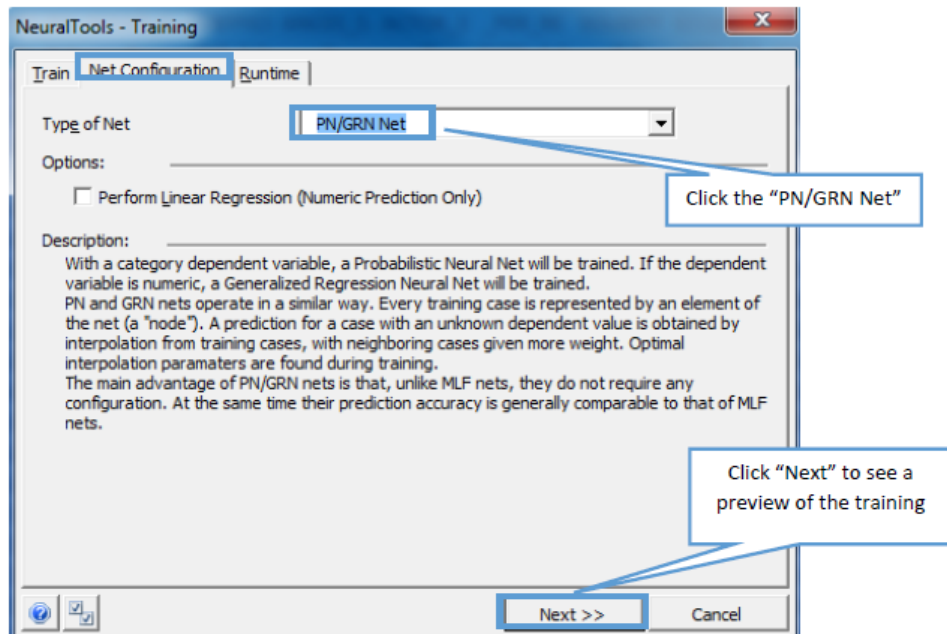 NeuralTools - Training
Train Net Configuration Runtime
Type of Net PN/GRN Net
Click the “PN/GRN Net”
Options:
Perform Linear Regression (Numeric Prediction Only)
Description:
With a category dependent variable, a Probabilistic Neural Net will be trained. If the dependent
variable is numeric, a Generalized Regression Neural Net will be trained.
PN and GRN nets operate in a similar way. Every training case is represented by an element of
the net (a "node"). A prediction for a case with an unknown dependent value is obtained by
interpolation from training cases, with neighboring cases given more weight. Optimal
interpolation paramaters are found during training.
The main advantage of PN/GRN nets is that, unlike MLF nets, they do not require any
configuration. At the same time their prediction accuracy is generally comparable to that of MLF
nets.
Click “Next” to see a
preview of the training
Next >> Cancel